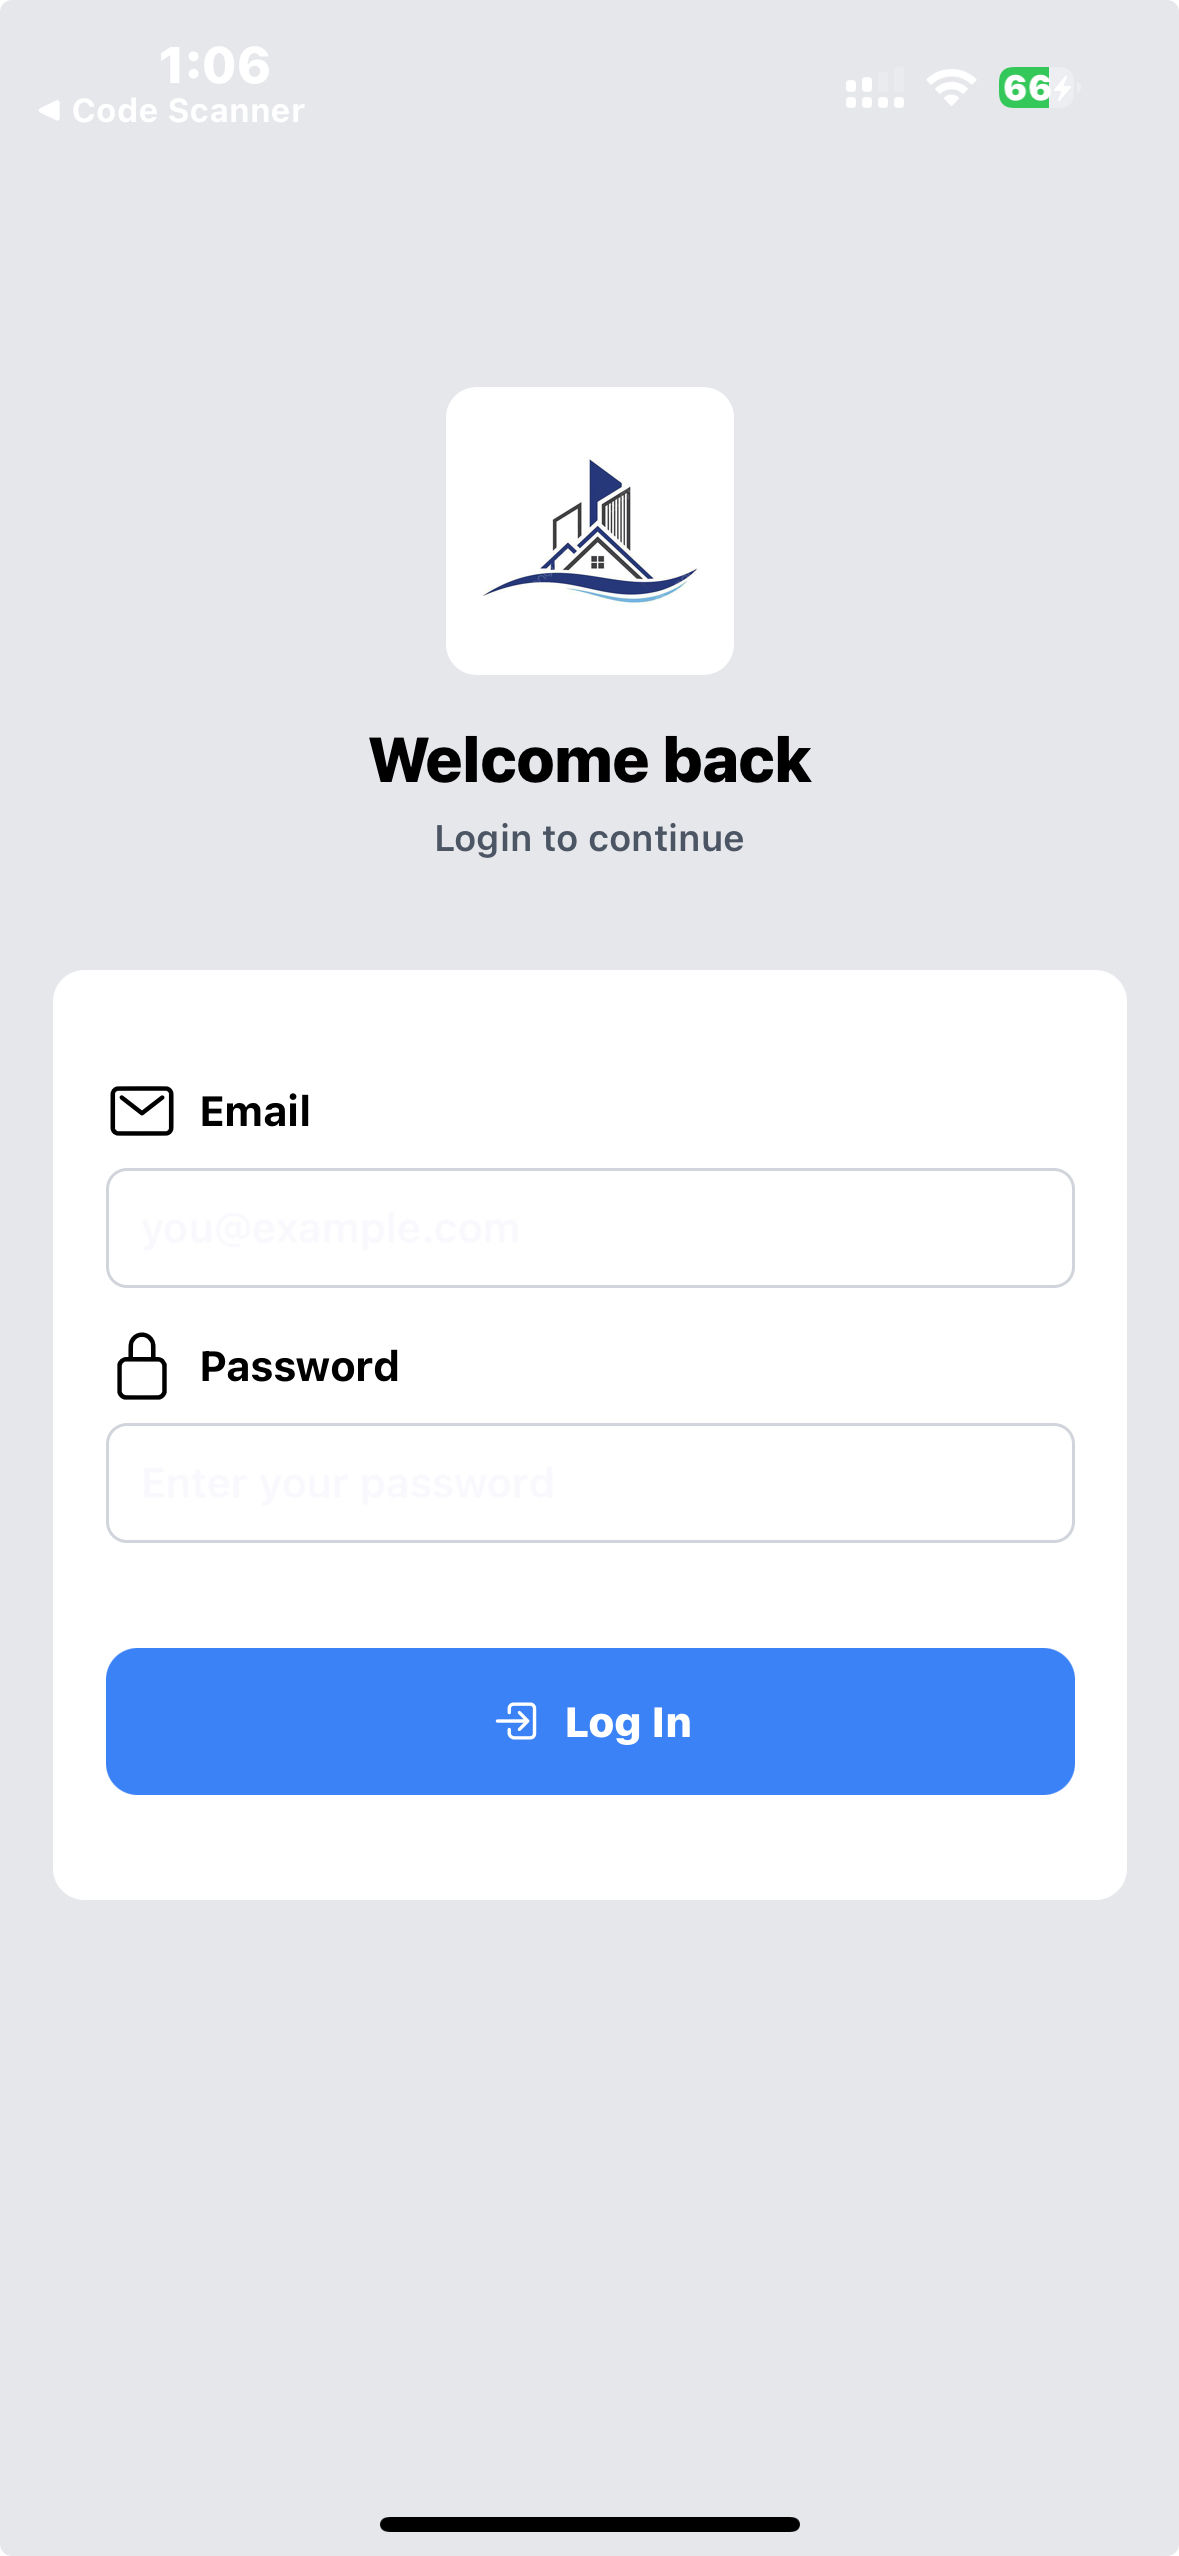 1:06
Code Scanner
66
Welcome back
Login to continue
Email
you@example.com
Password
Enter your password
Log In